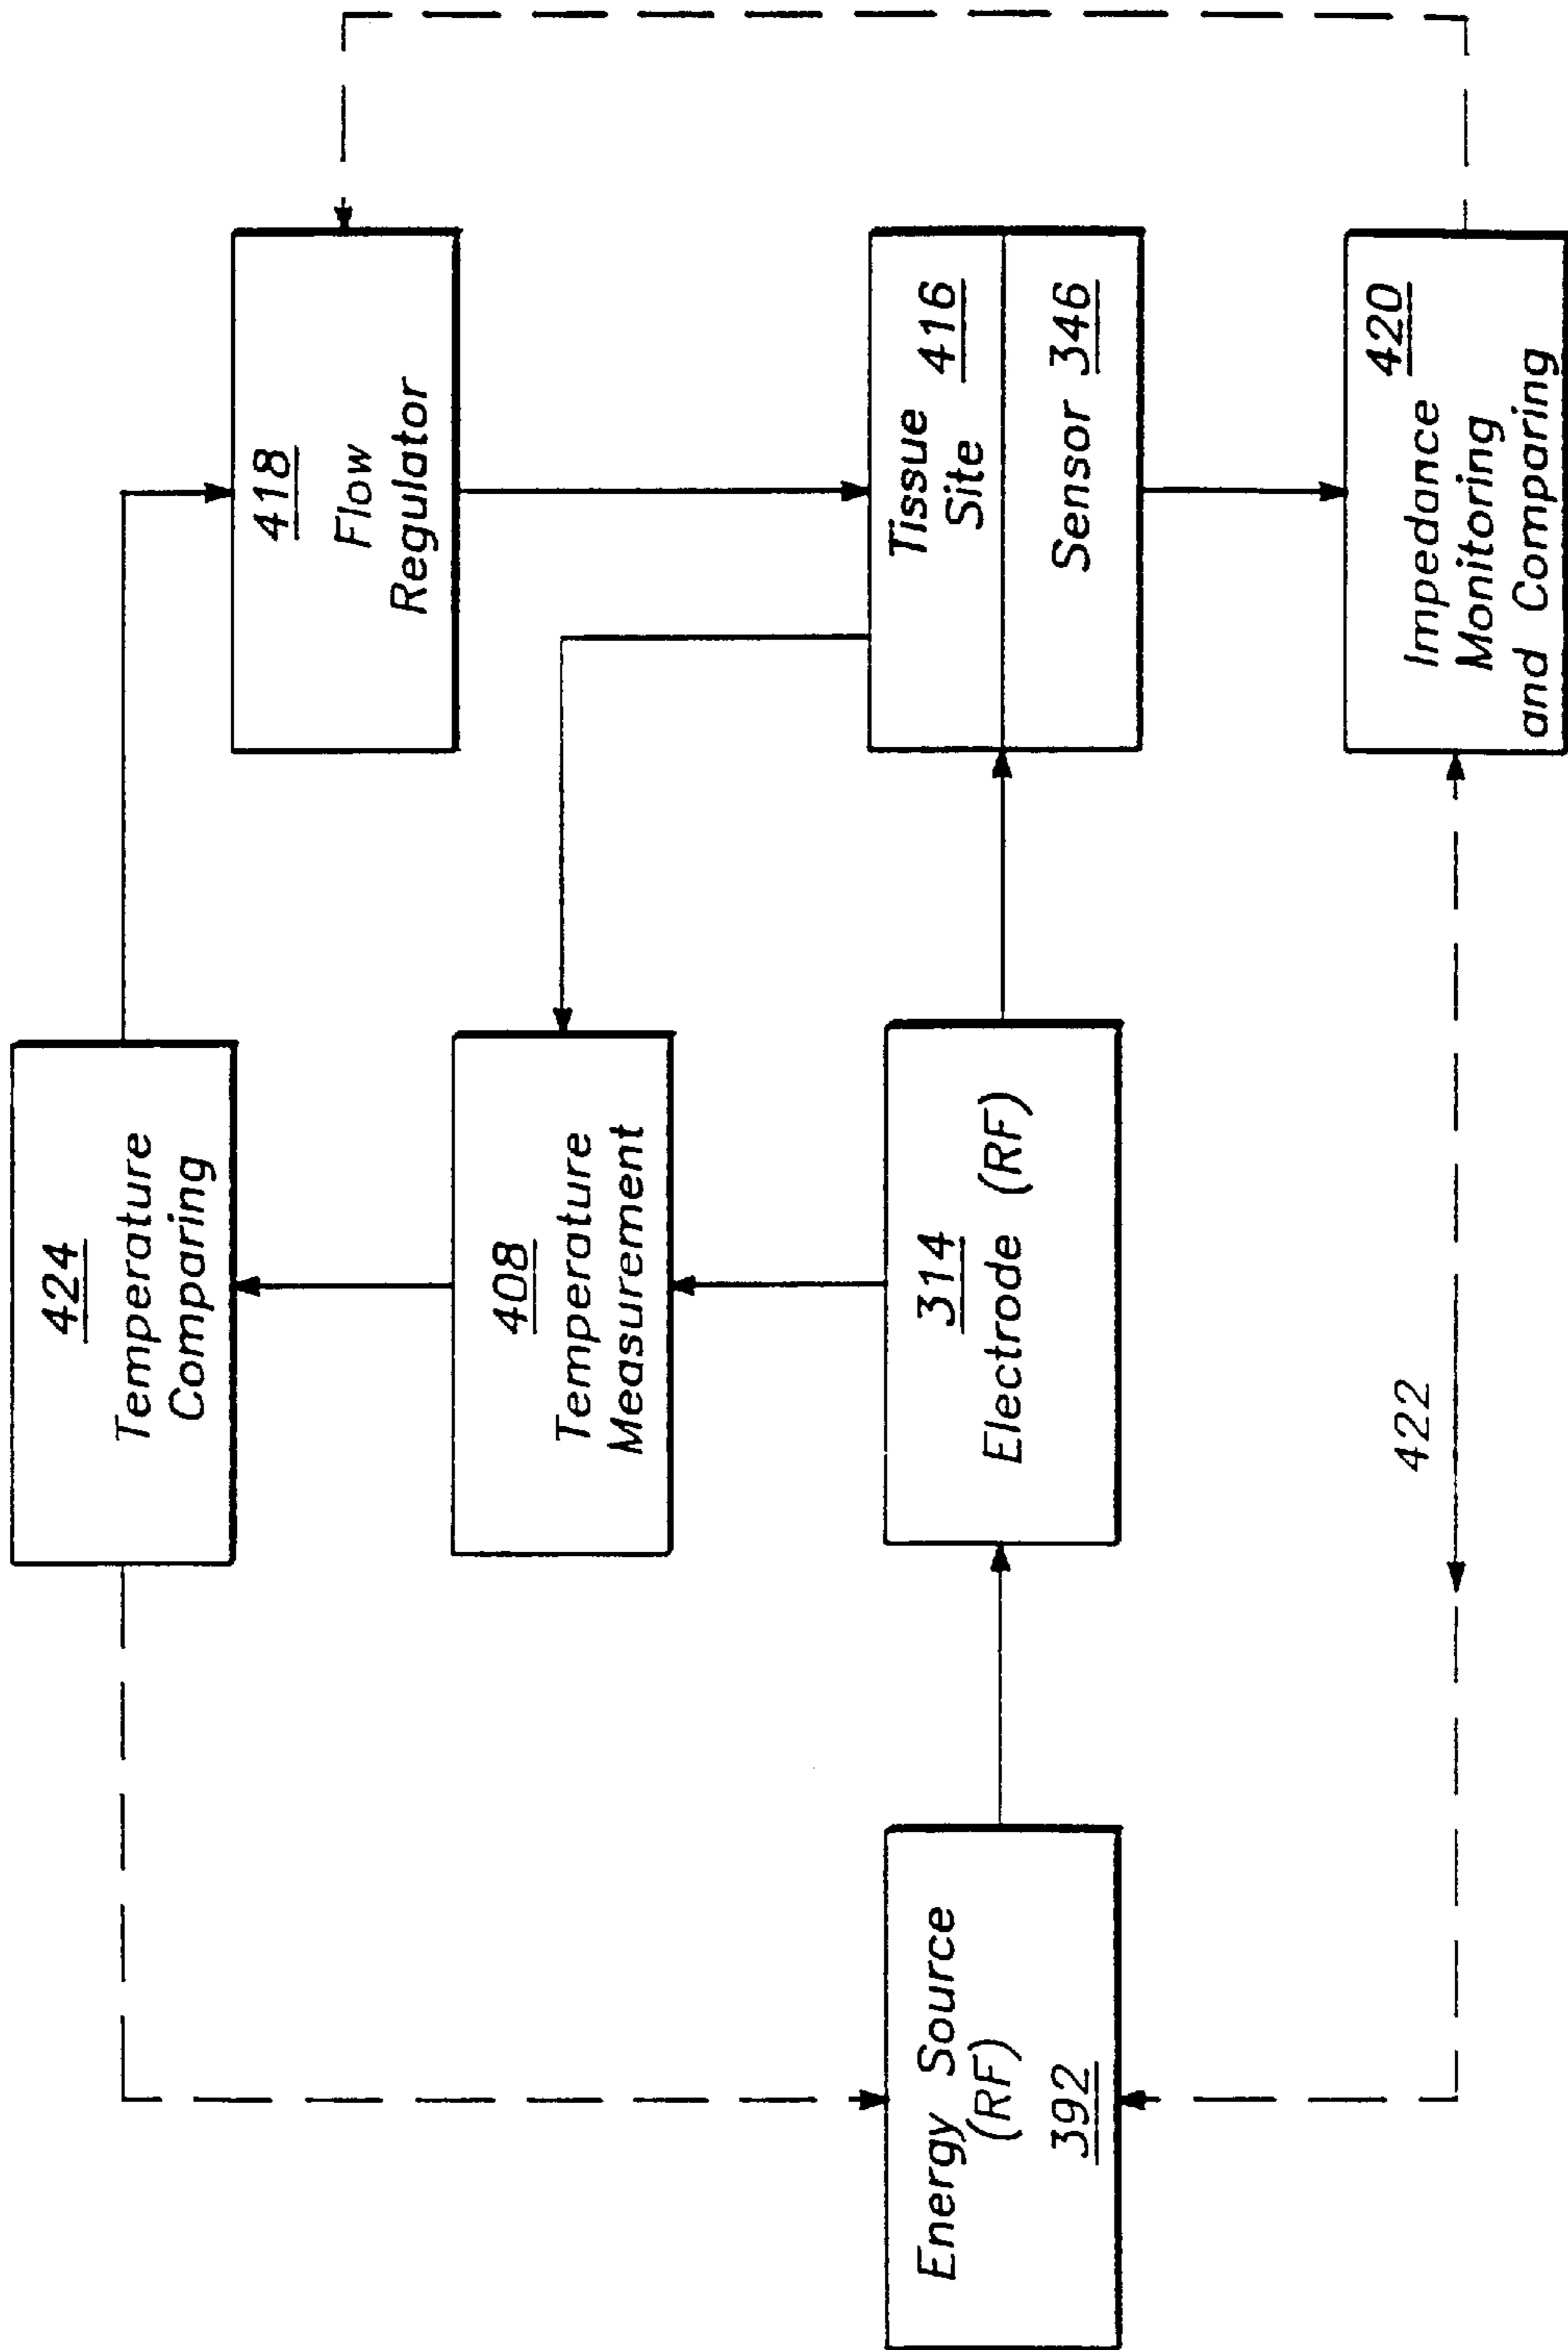 424
Temperature
Comparing
418
Flow
Regulator
408
Temperature
Measurement
Energy Source
(RF)
392
314
Electrode (RF)
Tissue 416
Site
Sensor 346
422
420
Impedance
Monitoring
and Comparing